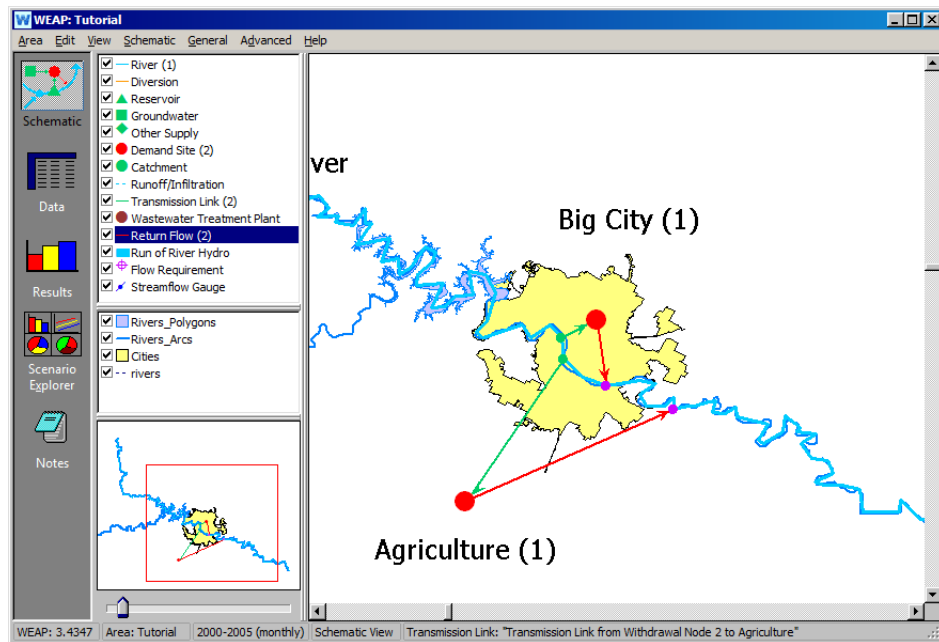 WEAP: Tutorial
Area Edit View Schematic General Advanced Help
Schematic
Data
Results
Scenario
Explorer
Notes
River (1)
Diversion
Reservoir
Groundwater
Other Supply
Demand Site (2)
Catchment
Runoff/Infiltration
Transmission Link (2)
Wastewater Treatment Plant
Return Flow (2)
Run of River Hydro
Flow Requirement
Streamflow Gauge
Rivers_Polygons
Rivers_Arcs
Cities
rivers
ver
Big City (1)
Agriculture (1)
WEAP: 3.4347 Area: Tutorial 2000-2005 (monthly) Schematic View Transmission Link: "Transmission Link from Withdrawal Node 2 to Agriculture"